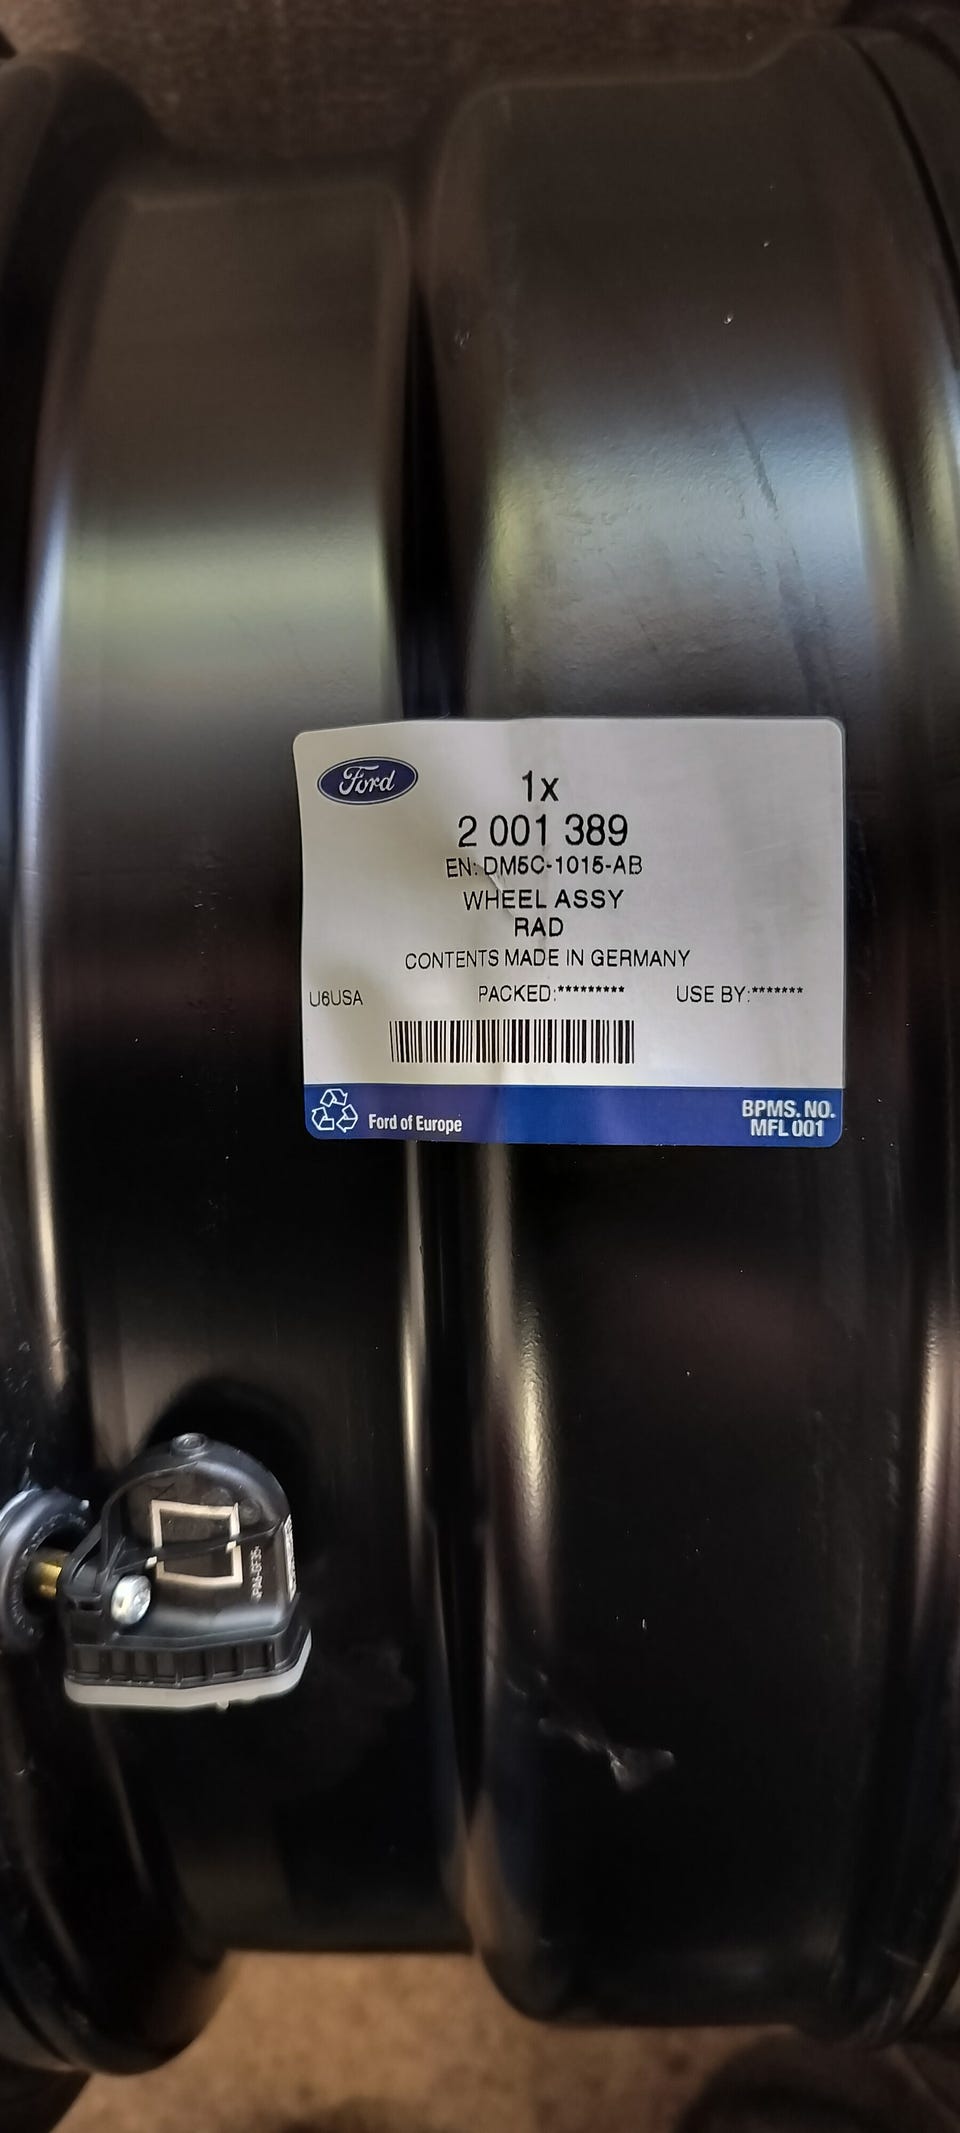 Ford
1x
2 001 389
EN: DM5C-1015-AB
WHEEL ASSY
RAD
CONTENTS MADE IN GERMANY
U6USA PACKED:********* USE BY:*******
Ford of Europe
BPMS. NO.
MFL 001